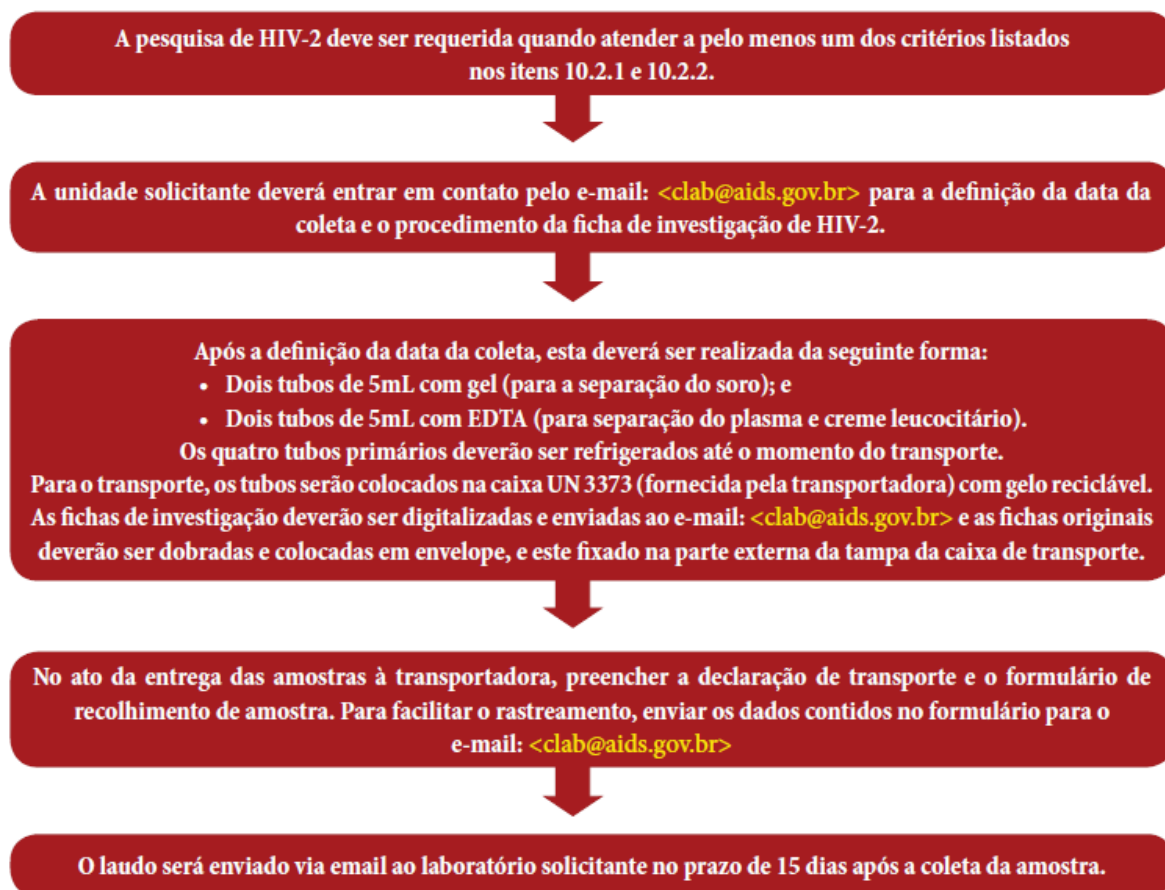 A pesquisa de HIV-2 deve ser requerida quando atender a pelo menos um dos critérios listados
nos itens 10.2.1 e 10.2.2.
A unidade solicitante deverá entrar em contato pelo e-mail: <clab@aids.gov.br> para a definição da data da
coleta e o procedimento da ficha de investigação de HIV-2.
Após a definição da data da coleta, esta deverá ser realizada da seguinte forma:
• Dois tubos de 5mL com gel (para a separação do soro); e
• Dois tubos de 5mL com EDTA (para separação do plasma e creme leucocitário).
Os quatro tubos primários deverão ser refrigerados até o momento do transporte.
Para o transporte, os tubos serão colocados na caixa UN 3373 (fornecida pela transportadora) com gelo reciclável.
As fichas de investigação deverão ser digitalizadas e enviadas ao e-mail: <clab@aids.gov.br> e as fichas originais
deverão ser dobradas e colocadas em envelope, e este fixado na parte externa da tampa da caixa de transporte.
No ato da entrega das amostras à transportadora, preencher a declaração de transporte e o formulário de
recolhimento de amostra. Para facilitar o rastreamento, enviar os dados contidos no formulário para o
e-mail: <clab@aids.gov.br>
O laudo será enviado via email ao laboratório solicitante no prazo de 15 dias após a coleta da amostra.